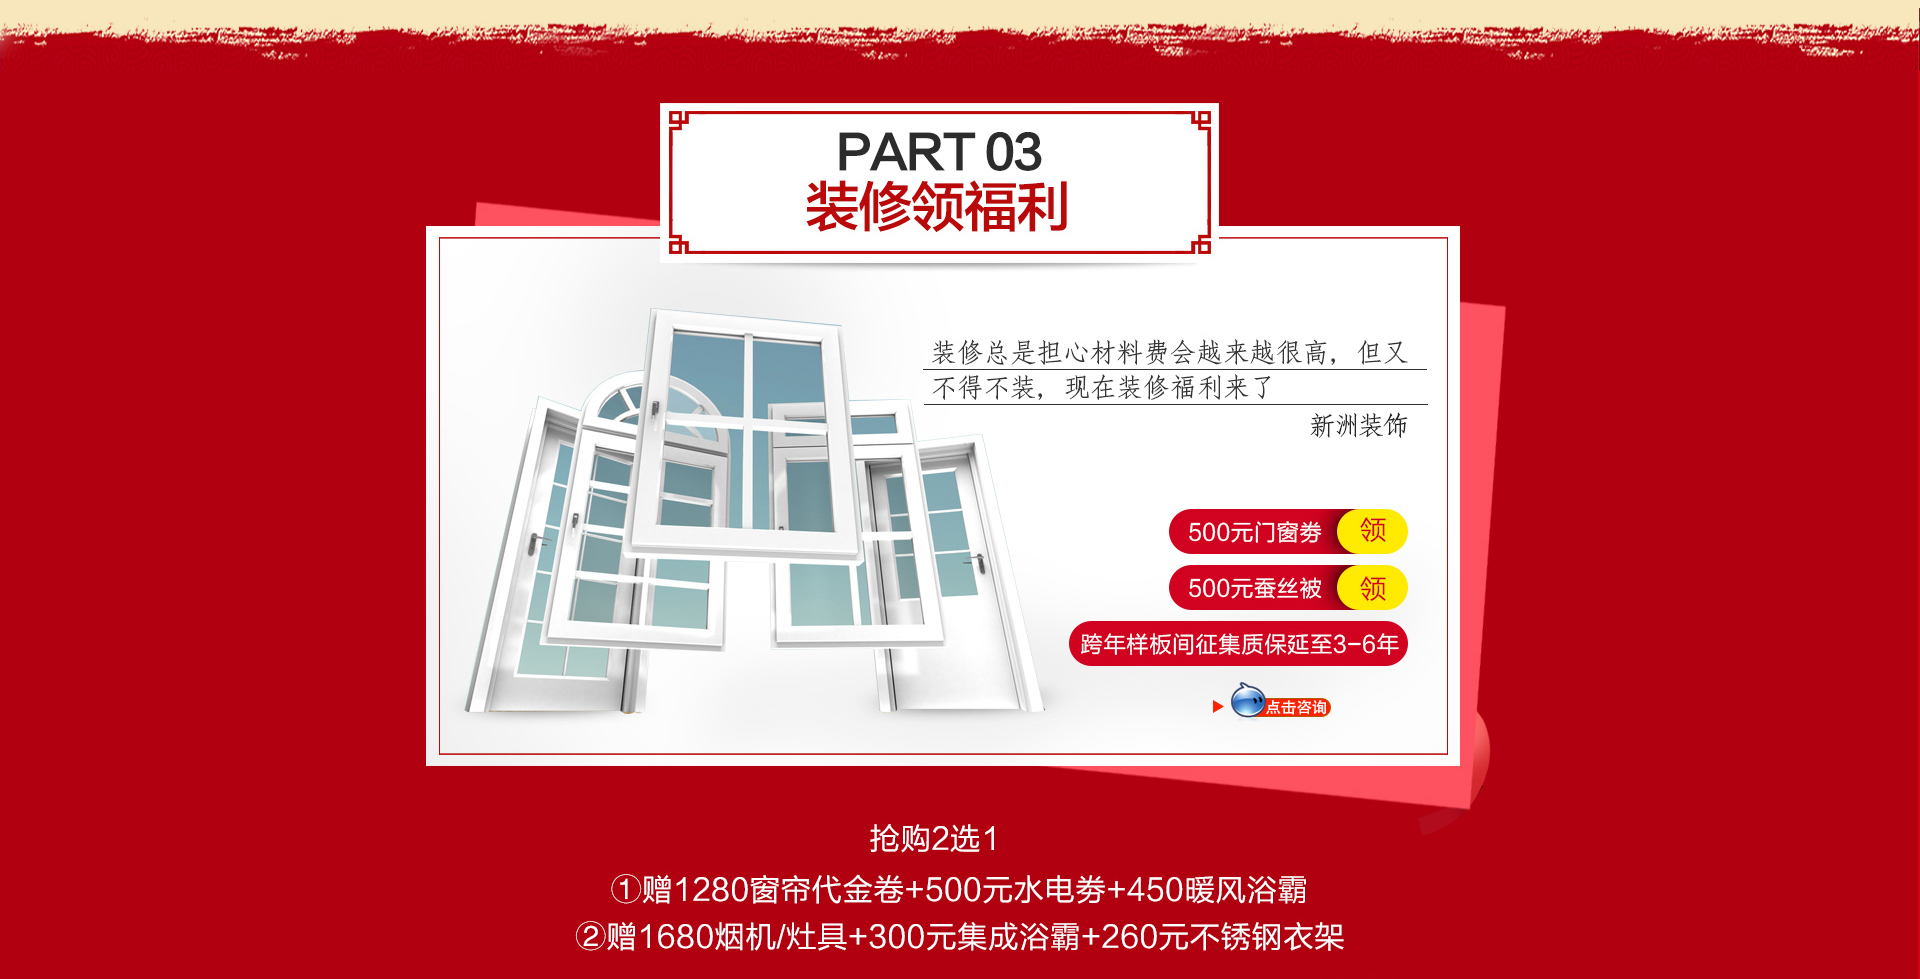 PART 03
装修领福利
装修总是担心材料费会越来越很高，但又
不得不装，现在装修福利来了
新洲装饰
500元门窗劵 领
500元蚕丝被 领
跨年样板间征集质保延至3-6年
点击咨询
抢购2选1
①赠1280窗帘代金卷+500元水电劵+450暖风浴霸
②赠1680烟机/灶具+300元集成浴霸+260元不锈钢衣架